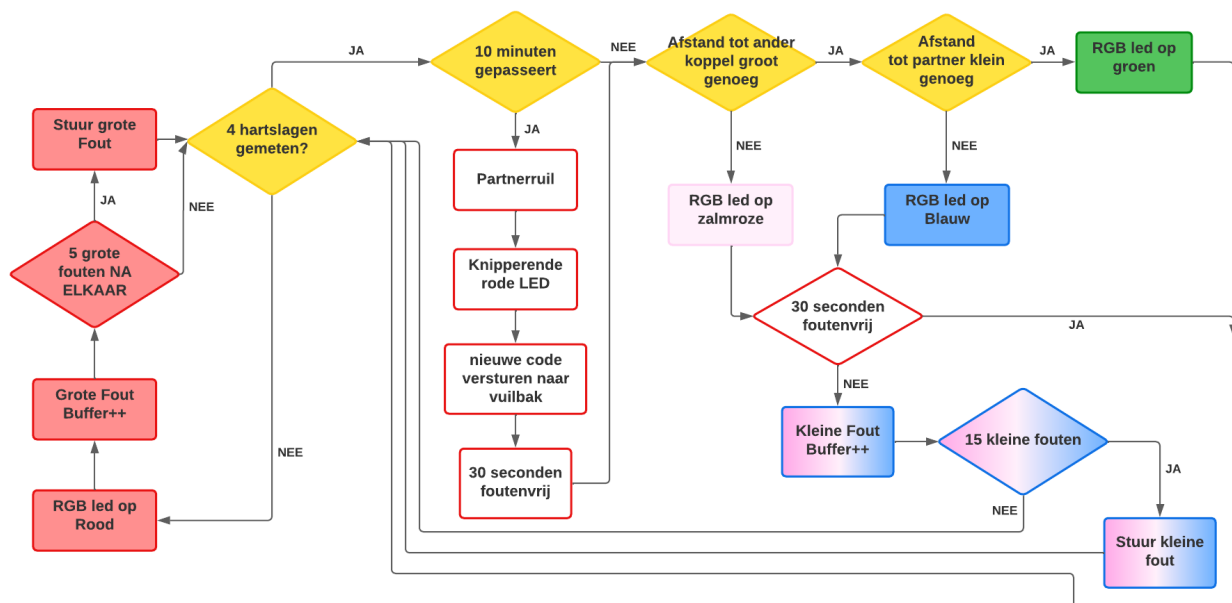 JA
10 minuten
gepasseert
NEE
Afstand tot ander
koppel groot
genoeg
JA
Afstand
tot partner klein
genoeg
JA
RGB led op
groen
Stuur grote
Fout
4 hartslagen
gemeten?
JA
NEE
NEE
Partnerruil
RGB led op
zalmroze
RGB led op
Blauw
JA
NEE
5 grote
fouten NA
ELKAAR
Knipperende
rode LED
30 seconden
foutenvrij
JA
nieuwe code
versturen naar
vuilbak
NEE
Grote Fout
Buffer++
Kleine Fout
Buffer++
15 kleine fouten
NEE
30 seconden
foutenvrij
JA
RGB led op
Rood
NEE
Stuur kleine
fout